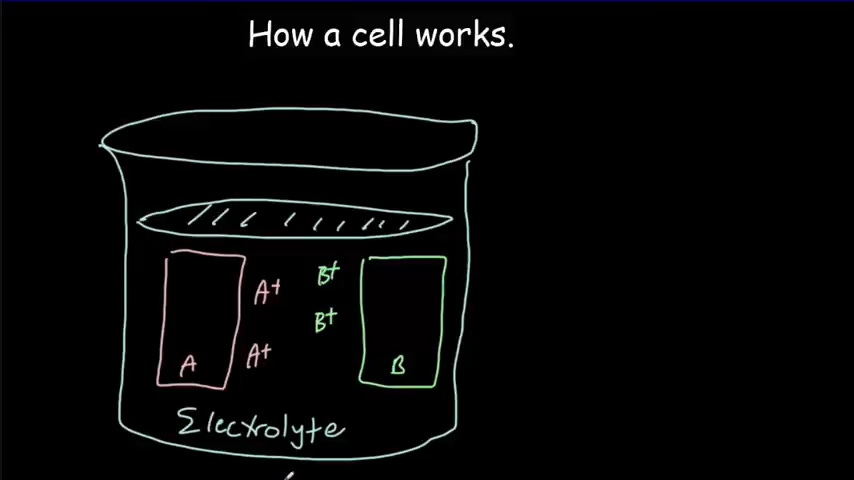 How a cell works.
B+
A+
B+
A+
A
B
Electrolyte